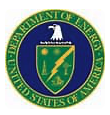 DEPARTMENT OF ENERGY
UNITED STATES OF AMERICA